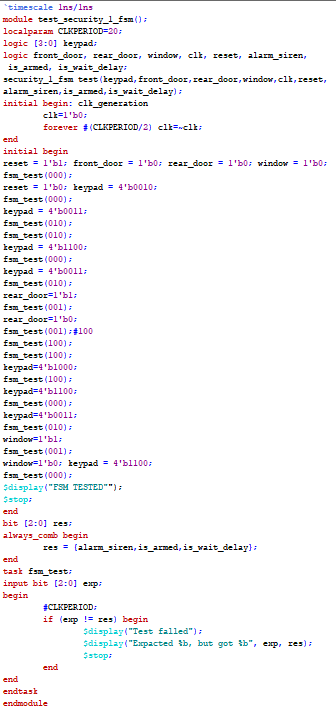 `timescale 1ns/1ns
module test_security_1_fsm();
localparam CLKPERIOD=20;
logic [3:0] keypad;
logic front_door, rear_door, window, clk, reset, alarm_siren,
is_armed, is_wait_delay;
security_1_fsm test(keypad,front_door,rear_door,window,clk,reset,
alarm_siren,is_armed,is_wait_delay);
initial begin: clk_generation
clk=1'b0;
forever #(CLKPERIOD/2) clk=~clk;
end
initial begin
reset = 1'b1; front_door = 1'b0; rear_door = 1'b0; window = 1'b0;
fsm_test(000);
reset = 1'b0; keypad = 4'b0010;
fsm_test(000);
keypad = 4'b0011;
fsm_test(010);
fsm_test(010);
keypad = 4'b1100;
fsm_test(000);
keypad = 4'b0011;
fsm_test(010);
rear_door=1'b1;
fsm_test(001);
rear_door=1'b0;
fsm_test(001);#100
fsm_test(100);
fsm_test(100);
keypad=4'b1000;
fsm_test(100);
keypad=4'b1100;
fsm_test(000);
keypad=4'b0011;
fsm_test(010);
window=1'b1;
fsm_test(001);
window=1'b0; keypad = 4'b1100;
fsm_test(000);
$display("FSM TESTED"");
$stop;
end
bit [2:0] res;
always_comb begin
res = {alarm_siren,is_armed,is_wait_delay};
end
task fsm_test;
input bit [2:0] exp;
begin
#CLKPERIOD;
if (exp != res) begin
$display("Test falled");
$display("Expacted %b, but got %b", exp, res);
$stop;
end
end
endtask
endmodule